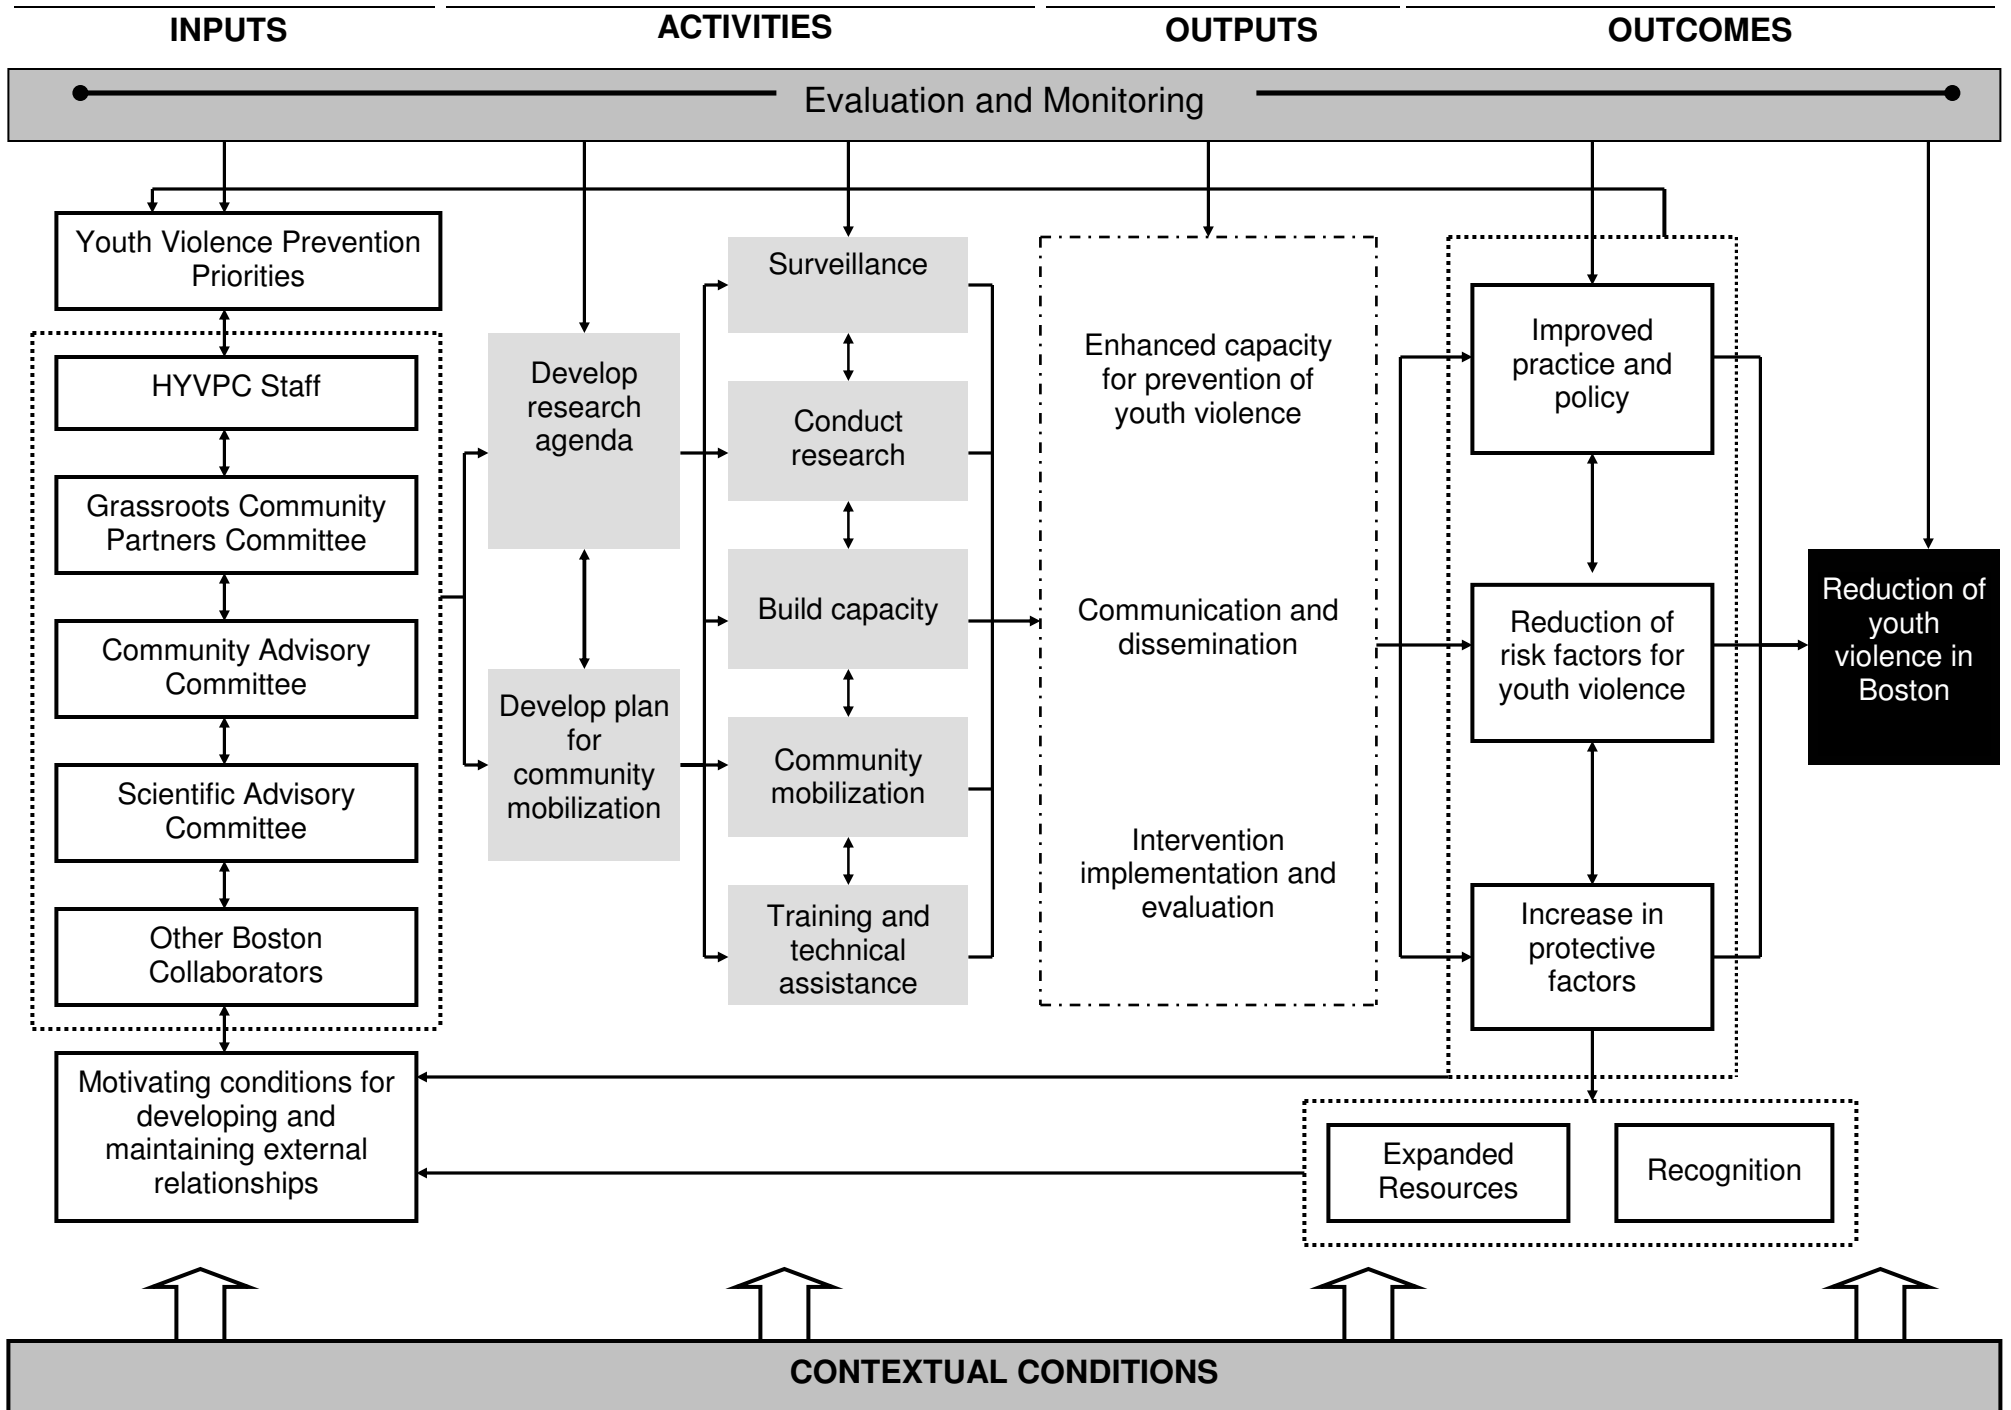 INPUTS
ACTIVITIES
OUTPUTS
OUTCOMES
Evaluation and Monitoring
Youth Violence Prevention
Priorities
HYVPC Staff
Grassroots Community
Partners Committee
Community Advisory
Committee
Scientific Advisory
Committee
Other Boston
Collaborators
Motivating conditions for
developing and
maintaining external
relationships
Develop
research
agenda
Develop plan
for
community
mobilization
Surveillance
Conduct
research
Build capacity
Community
mobilization
Training and
technical
assistance
Enhanced capacity
for prevention of
youth violence
Communication and
dissemination
Intervention
implementation and
evaluation
Improved
practice and
policy
Reduction of
risk factors for
youth violence
Increase in
protective
factors
Expanded
Resources
Recognition
Reduction of
youth
violence in
Boston
CONTEXTUAL CONDITIONS